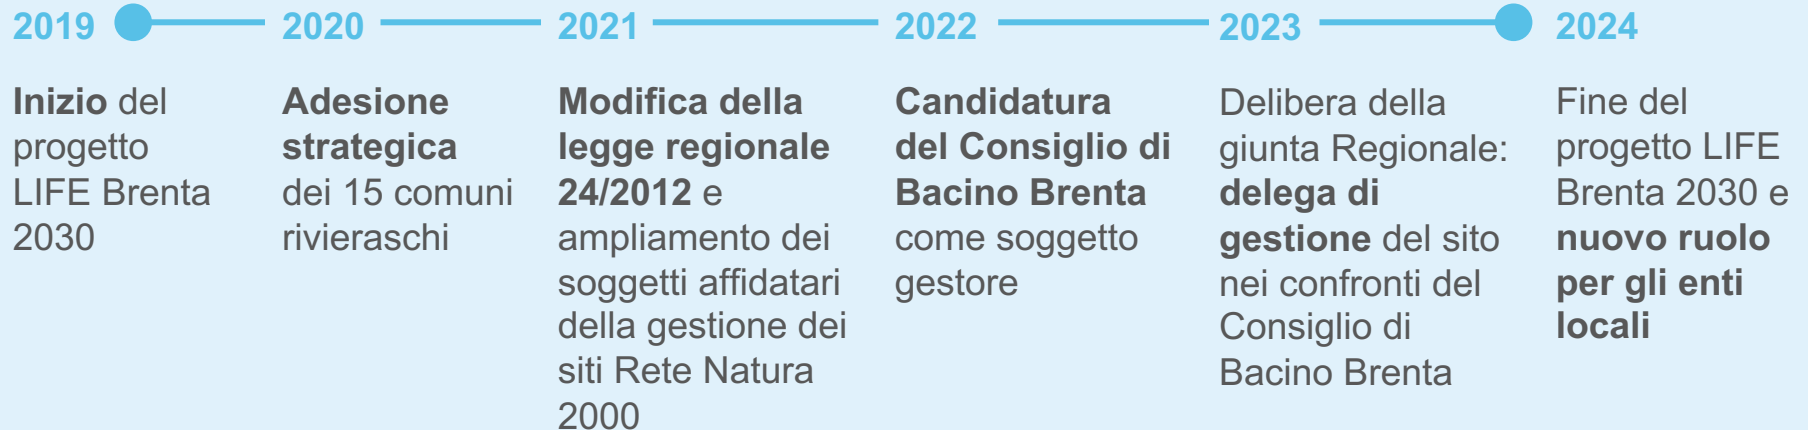 2019
2020
2021
2022
2023
2024
Inizio del
progetto
LIFE Brenta
2030
Adesione
strategica
dei 15 comuni
rivieraschi
Modifica della
legge regionale
24/2012 e
ampliamento dei
soggetti affidatari
della gestione dei
siti Rete Natura
2000
Candidatura
del Consiglio di
Bacino Brenta
come soggetto
gestore
Delibera della
giunta Regionale:
delega di
gestione del sito
nei confronti del
Consiglio di
Bacino Brenta
Fine del
progetto LIFE
Brenta 2030 e
nuovo ruolo
per gli enti
locali